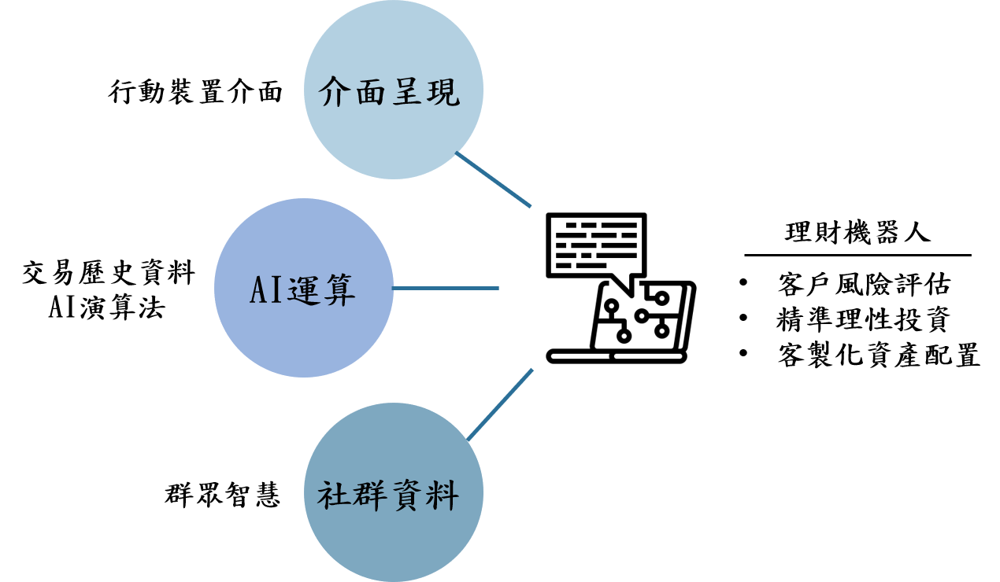 行動裝置介面
介面呈現
交易歷史資料
AI演算法
AI運算
群眾智慧
社群資料
理財機器人
• 客戶風險評估
• 精準理性投資
• 客製化資產配置